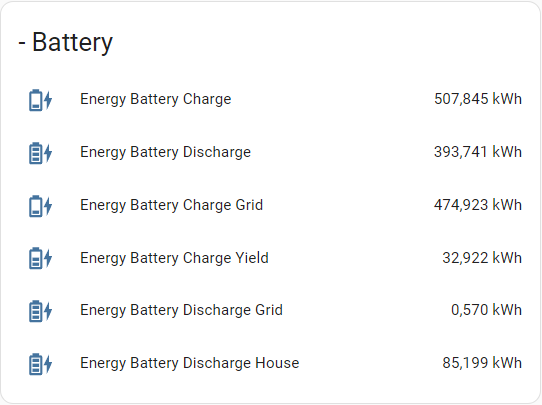 - Battery
Energy Battery Charge 507,845 kWh
Energy Battery Discharge 393,741 kWh
Energy Battery Charge Grid 474,923 kWh
Energy Battery Charge Yield 32,922 kWh
Energy Battery Discharge Grid 0,570 kWh
Energy Battery Discharge House 85,199 kWh